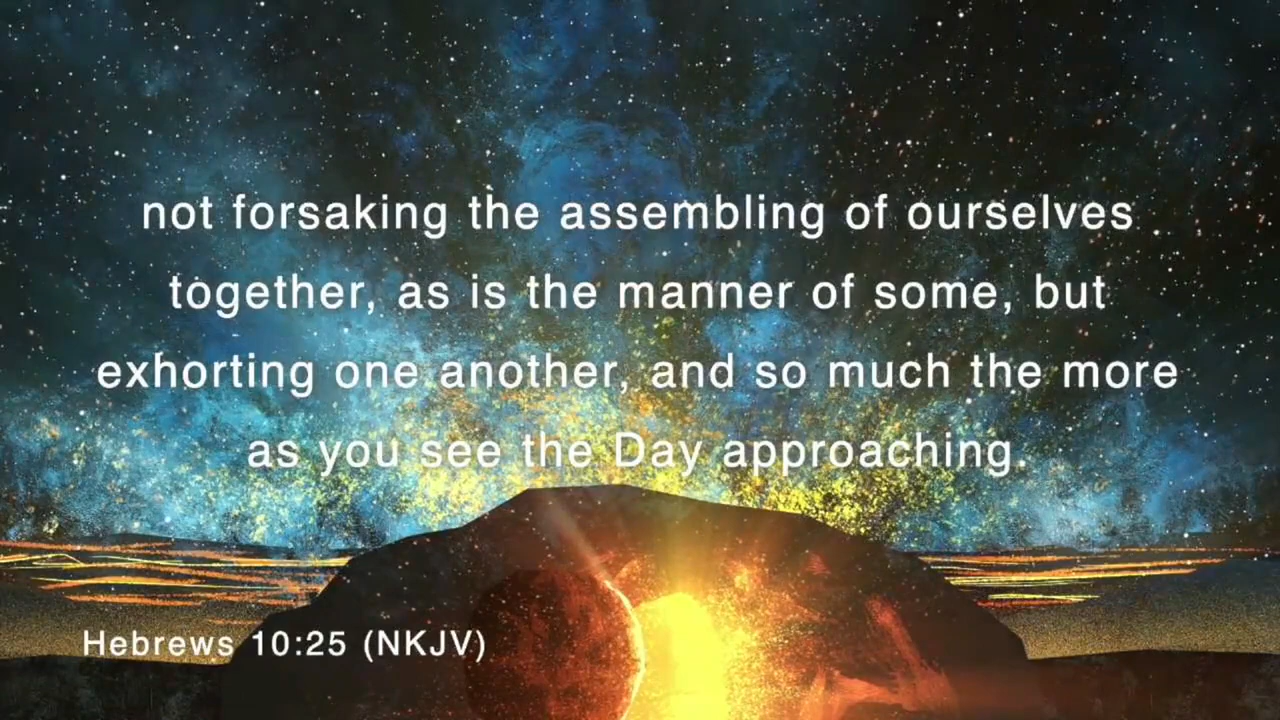 not forsaking the assembling of ourselves
together, as is the manner of some, but
exhorting one another, and so much the more
as you see the Day approaching.
Hebrews 10:25 (NKJV)